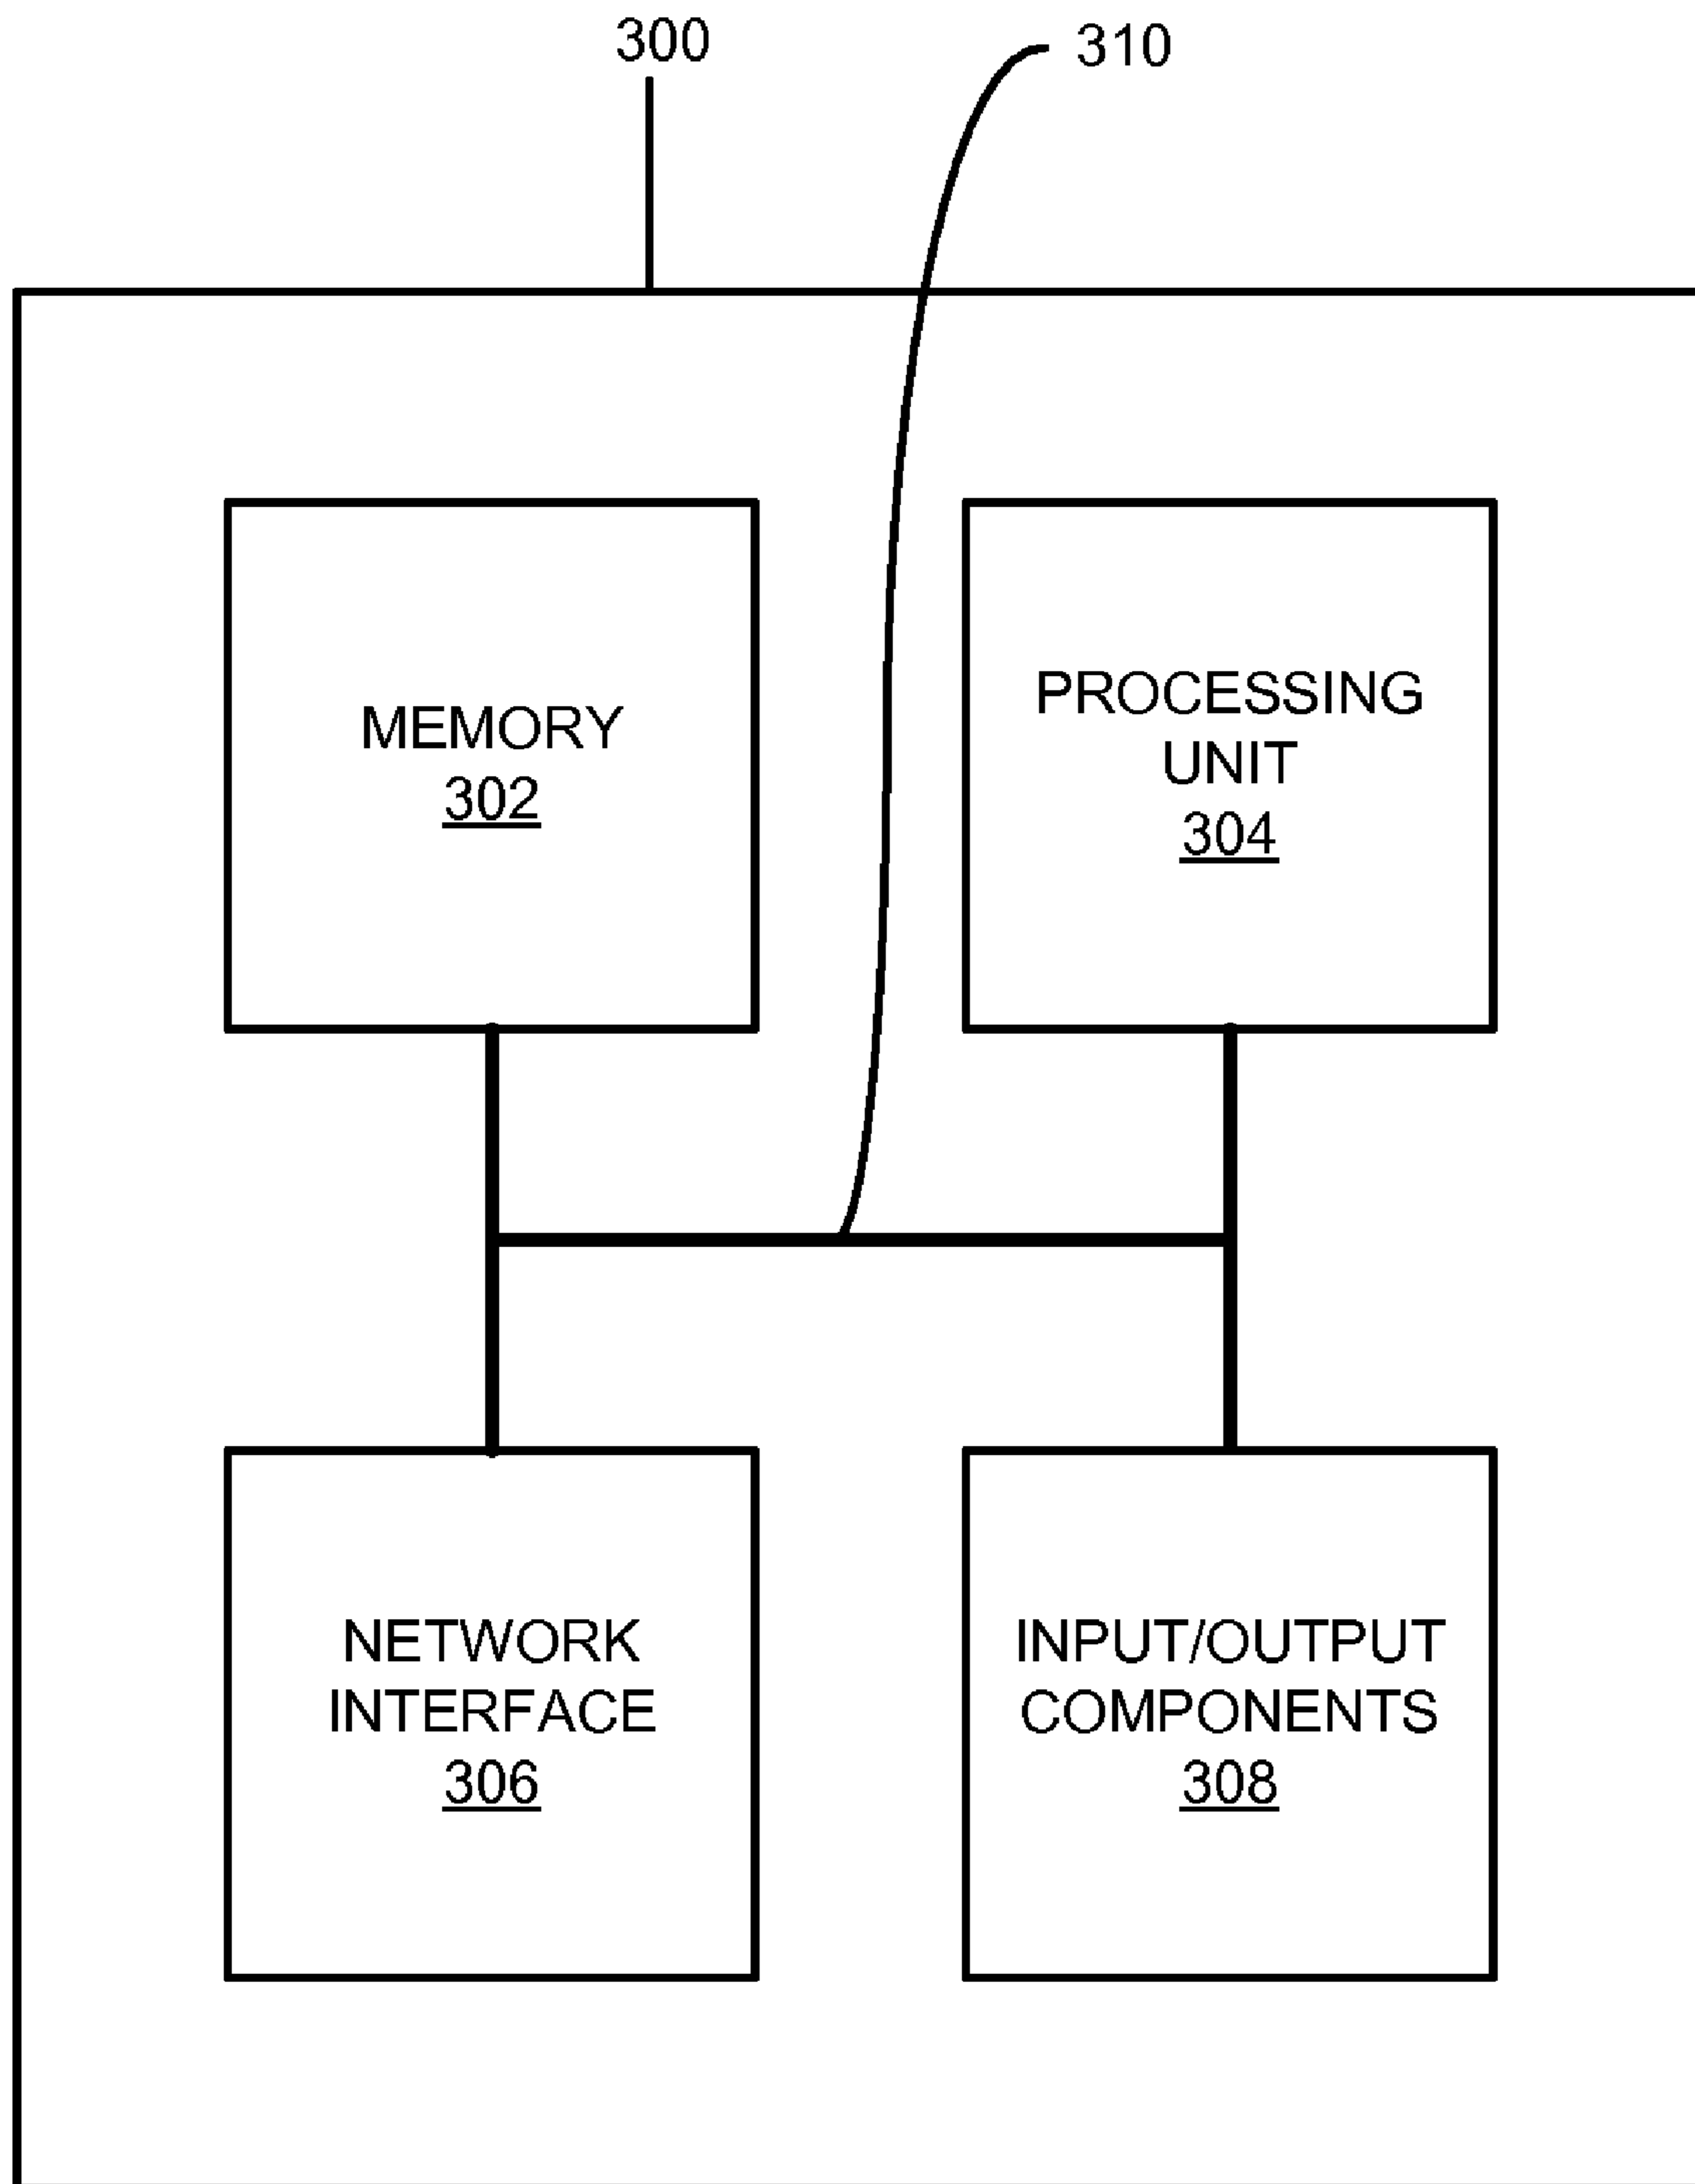 300
310
MEMORY
302
PROCESSING
UNIT
304
NETWORK
INTERFACE
306
INPUT/OUTPUT
COMPONENTS
308